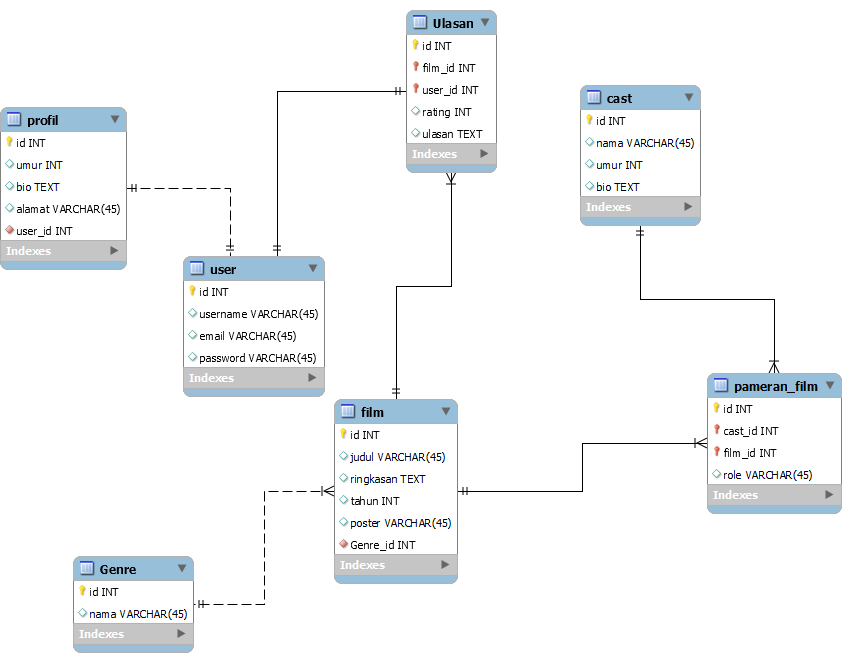 Ulasan
id INT
film_id INT
user_id INT
rating INT
ulasan TEXT
Indexes
cast
id INT
nama VARCHAR(45)
umur INT
bio TEXT
Indexes
profil
id INT
umur INT
bio TEXT
alamat VARCHAR(45)
user_id INT
Indexes
user
id INT
username VARCHAR(45)
email VARCHAR(45)
password VARCHAR(45)
Indexes
film
id INT
judul VARCHAR(45)
ringkasan TEXT
tahun INT
poster VARCHAR(45)
Genre_id INT
Indexes
pameran_film
id INT
cast_id INT
film_id INT
role VARCHAR(45)
Indexes
Genre
id INT
nama VARCHAR(45)
Indexes